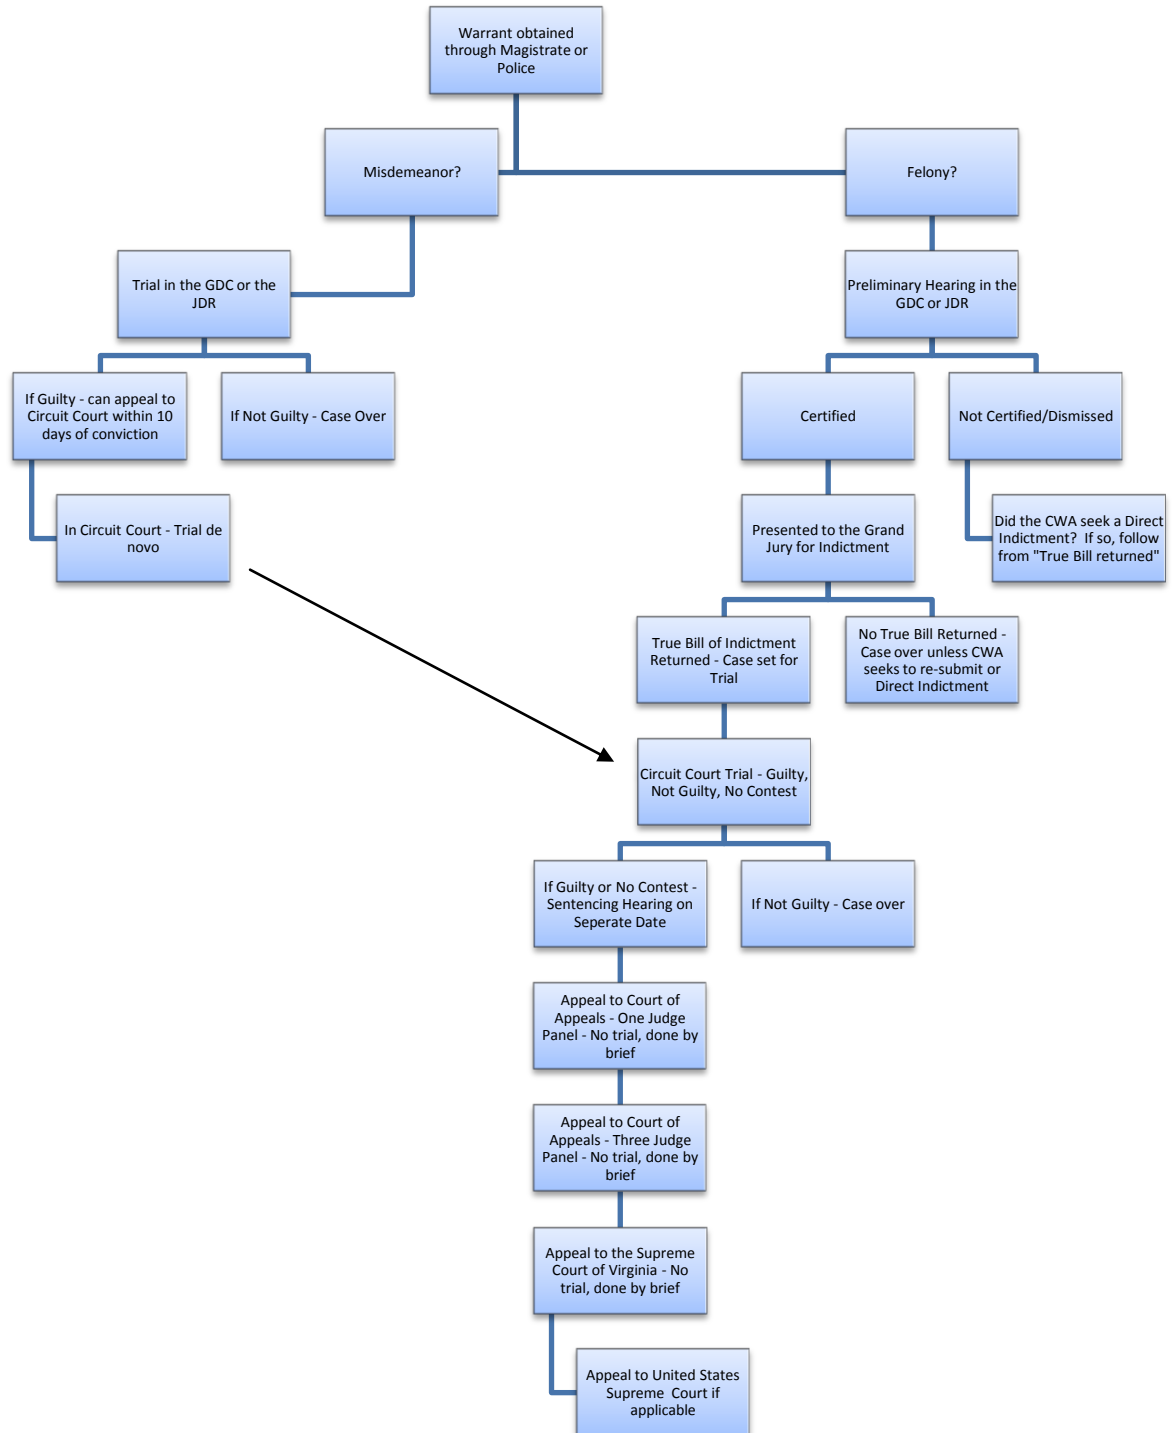 Warrant obtained
through Magistrate or
Police
Misdemeanor?
Felony?
Trial in the GDC or the
JDR
Preliminary Hearing in the
GDC or JDR
If Guilty - can appeal to
Circuit Court within 10
days of conviction
If Not Guilty - Case Over
Certified
Not Certified/Dismissed
In Circuit Court - Trial de
novo
Presented to the Grand
Jury for Indictment
Did the CWA seek a Direct
Indictment?  If so, follow
from "True Bill returned"
True Bill of Indictment
Returned - Case set for
Trial
No True Bill Returned -
Case over unless CWA
seeks to re-submit or
Direct Indictment
Circuit Court Trial - Guilty,
Not Guilty, No Contest
If Guilty or No Contest -
Sentencing Hearing on
Seperate Date
If Not Guilty - Case over
Appeal to Court of
Appeals - One Judge
Panel - No trial, done by
brief
Appeal to Court of
Appeals - Three Judge
Panel - No trial, done by
brief
Appeal to the Supreme
Court of Virginia - No
trial, done by brief
Appeal to United States
Supreme  Court if
applicable